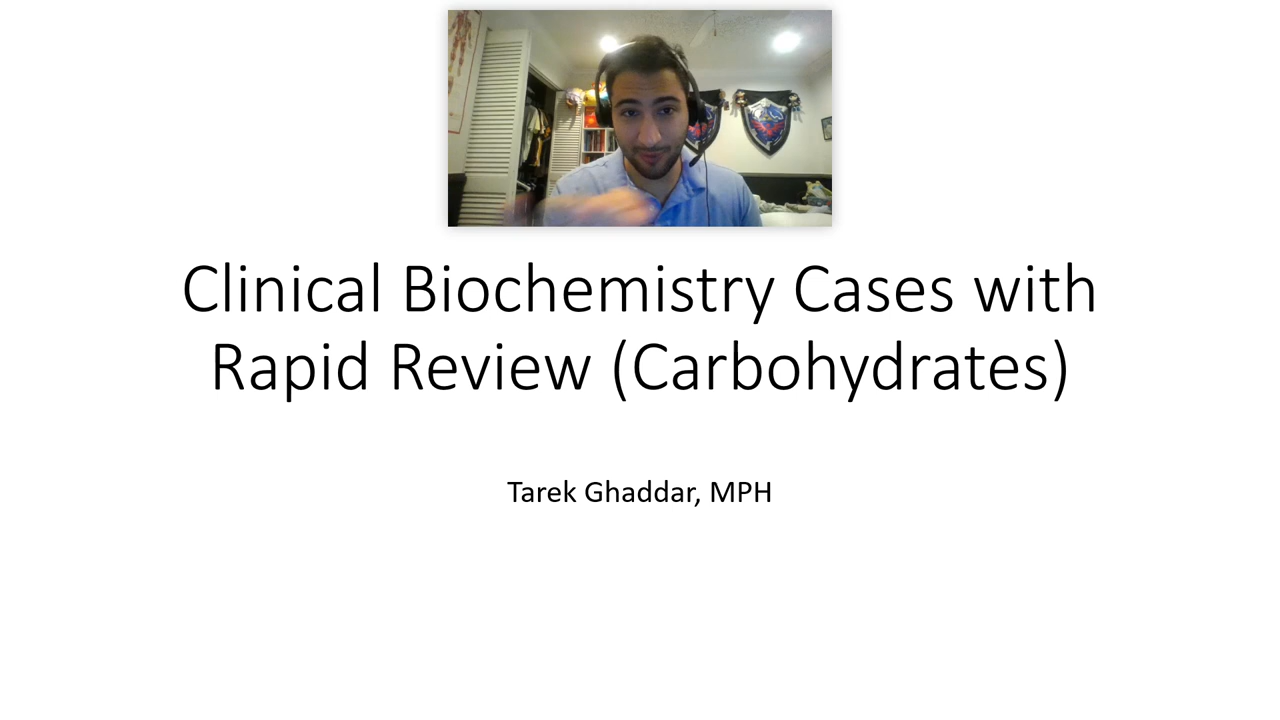 Clinical Biochemistry Cases with
Rapid Review (Carbohydrates)
Tarek Ghaddar, MPH